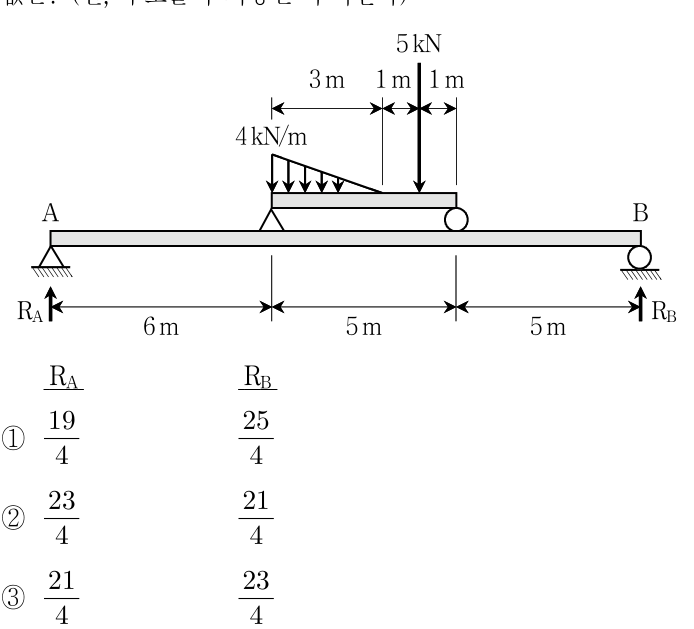 5 kN
3 m 1 m 1 m
4 kN/m
A B
R_A 6 m 5 m 5 m R_B
R_A R_B
① 19/4 25/4
② 23/4 21/4
③ 21/4 23/4